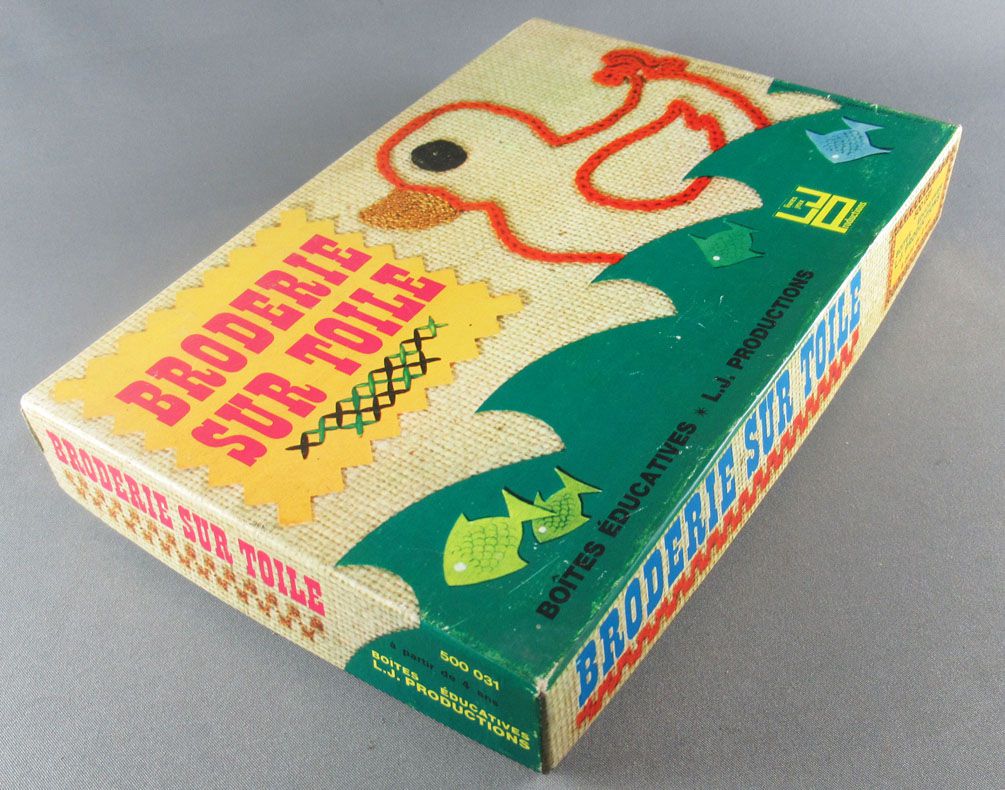 BRODERIE
SUR TOILE
BOÎTES ÉDUCATIVES * L.J. PRODUCTIONS
Productions
BRODERIE SUR TOILE
500 031
a partir de 4 ans
BOITES ÉDUCATIVES
L.J. PRODUCTIONS
BRODERIE SUR TOILE